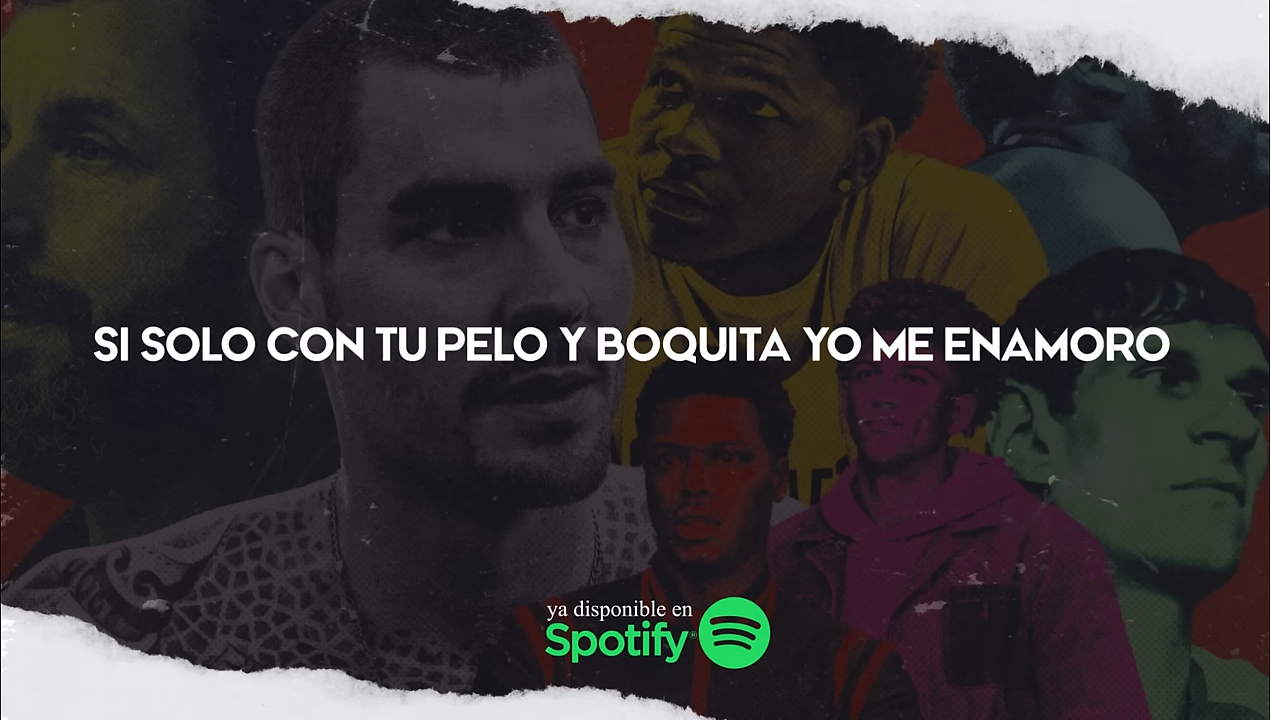 SI SOLO CON TU PELO Y BOQUITA YO ME ENAMORO
ya disponible en
Spotify®